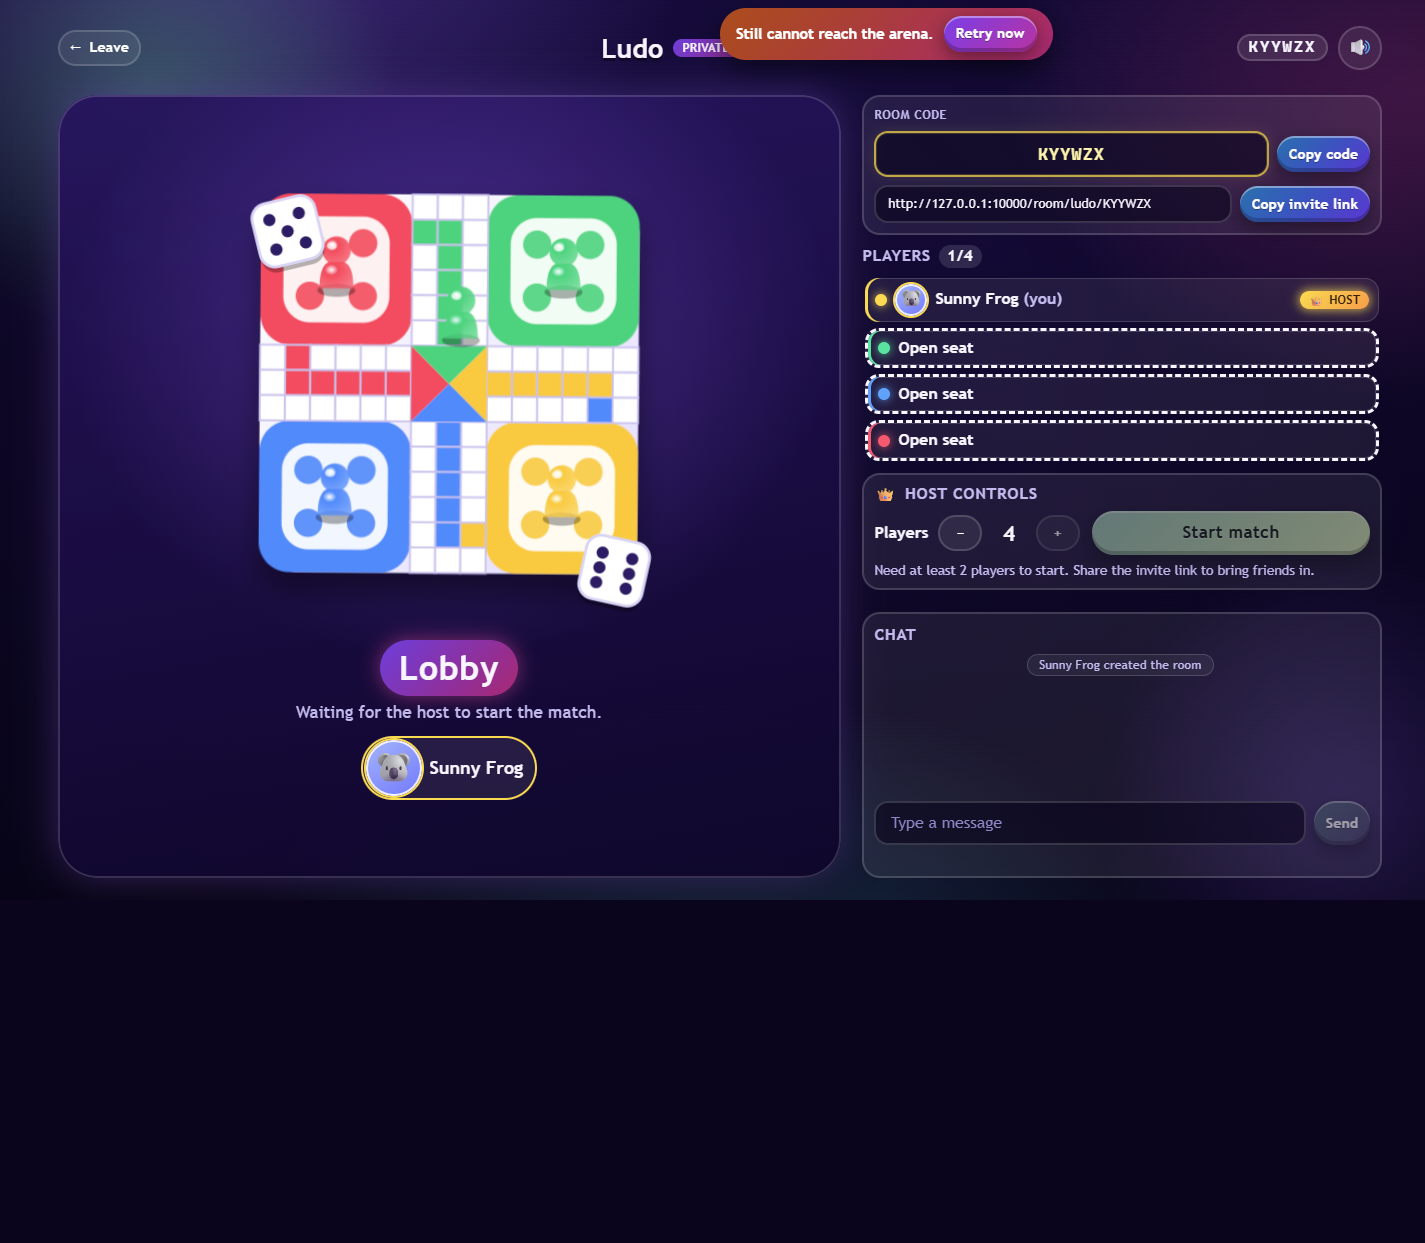 ← Leave
Ludo
Still cannot reach the arena.
Retry now
KYYWZX
ROOM CODE
KYYWZX
Copy code
http://127.0.0.1:10000/room/ludo/KYYWZX
Copy invite link
PLAYERS 1/4
Sunny Frog (you)
HOST
Open seat
Open seat
Open seat
HOST CONTROLS
Players − 4 +
Start match
Need at least 2 players to start. Share the invite link to bring friends in.
Lobby
Waiting for the host to start the match.
Sunny Frog
CHAT
Sunny Frog created the room
Type a message
Send